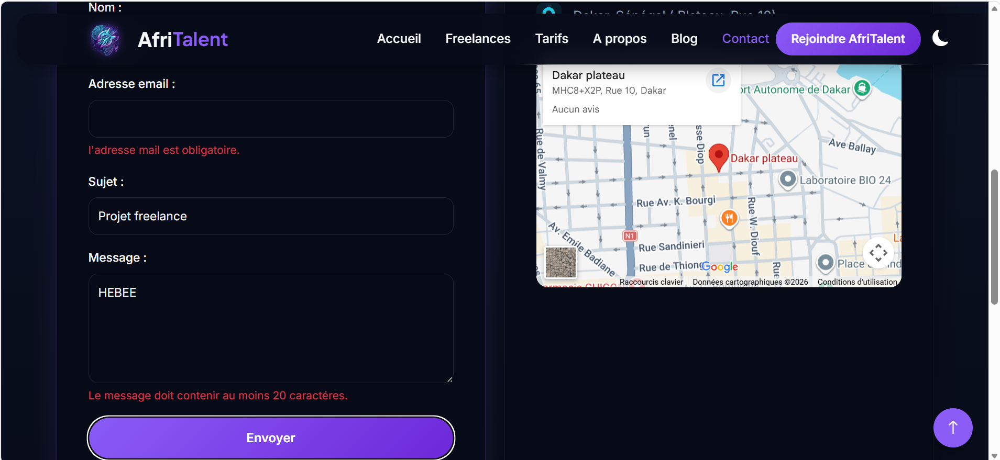 Nom :
AfriTalent
Accueil
Freelances
Tarifs
A propos
Blog
Contact
Rejoindre AfriTalent
Adresse email :
l'adresse mail est obligatoire.
Sujet :
Projet freelance
Message :
HEBEE
Le message doit contenir au moins 20 caractéres.
Envoyer
Dakar, Sénégal ( Plateau, Rue 10)
Dakar plateau
MHC8+X2P, Rue 10, Dakar
Aucun avis
ort Autonome de Dakar
Rue de Valmy
sse Diop
Ave Ballay
Dakar plateau
Laboratoire BIO 24
Rue Av. K. Bourgi
Rue W. Diouf
N1
Av. Emile Badiane
Rue Sandinieri
Rue de Thiong
Google
Rue
Place
Raccourcis clavier
Données cartographiques ©2026
Conditions d'utilisation